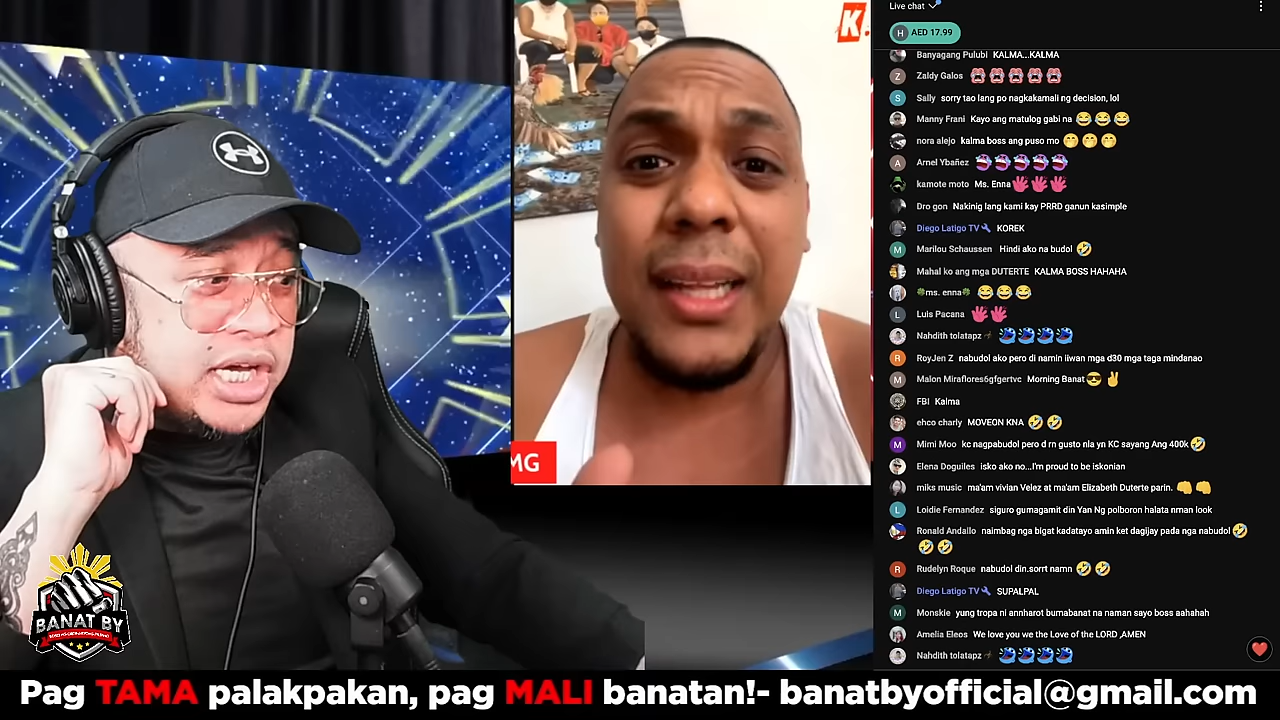 K.
MG
BANAT BY
Live chat
H AED 17.99
Banyagang Pulubi KALMA...KALMA
Z Zaldy Galos
S Sally sorry tao lang po nagkakamali ng decision, lol
Manny Frani Kayo ang matulog gabi na 😂😂😂
nora alejo kalma boss ang puso mo 🤭🤭🤭
A Arnel Ybañez
kamote moto Ms. Enna
Dro gon Nakinig lang kami kay PRRD ganun kasimple
Diego Latigo TV KOREK
M Marilou Schaussen Hindi ako na budol 🤣
Mahal ko ang mga DUTERTE KALMA BOSS HAHAHA
🍀ms. enna🍀 😂😂😂
L Luis Pacana
Nahdith tolatapz
R RoyJen Z nabudol ako pero di namin iiwan mga d30 mga taga mindanao
M Malon Miraflores6gfgertvc Morning Banat 😎✌
FBI Kalma
ehco charly MOVEON KNA 🤣🤣
M Mimi Moo kc nagpabudol pero d rn gusto nla yn KC sayang Ang 400k 🤣
Elena Doguiles isko ako no...I'm proud to be iskonian
miks music ma'am vivian Velez at ma'am Elizabeth Duterte parin. 👊👊
L Loidie Fernandez siguro gumagamit din Yan Ng polboron halata nman look
Ronald Andallo naimbag nga bigat kadatayo amin ket dagijay pada nga nabudol 🤣
🤣🤣
R Rudelyn Roque nabudol din.sorrt namn 🤣🤣
Diego Latigo TV SUPALPAL
M Monskie yung tropa ni annharot bumabanat na naman sayo boss aahahah
Amelia Eleos We love you we the Love of the LORD ,AMEN
Nahdith tolatapz
Pag TAMA palakpakan, pag MALI banatan!- banatbyofficial@gmail.com